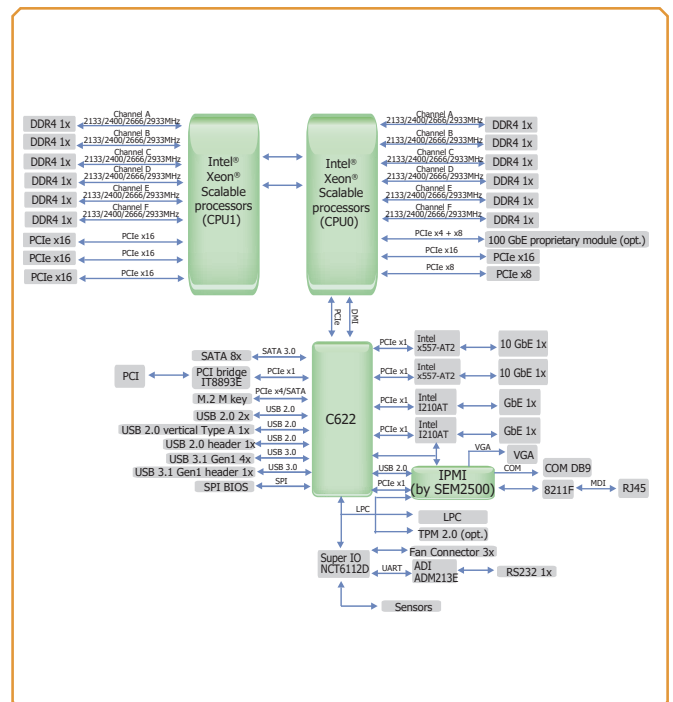 Channel A
DDR4 1x
2133/2400/2666/2933MHz
Channel B
DDR4 1x
2133/2400/2666/2933MHz
Channel C
DDR4 1x
2133/2400/2666/2933MHz
Channel D
DDR4 1x
2133/2400/2666/2933MHz
Channel E
DDR4 1x
2133/2400/2666/2933MHz
Channel F
DDR4 1x
2133/2400/2666/2933MHz
PCIe x16
PCIe x16
PCIe x16
PCIe x16
PCIe x16
PCIe x16
Intel®
Xeon®
Scalable
processors
(CPU1)
Intel®
Xeon®
Scalable
processors
(CPU0)
Channel A
2133/2400/2666/2933MHz
DDR4 1x
Channel B
2133/2400/2666/2933MHz
DDR4 1x
Channel C
2133/2400/2666/2933MHz
DDR4 1x
Channel D
2133/2400/2666/2933MHz
DDR4 1x
Channel E
2133/2400/2666/2933MHz
DDR4 1x
Channel F
2133/2400/2666/2933MHz
DDR4 1x
PCIe x4 + x8
100 GbE proprietary module (opt.)
PCIe x16
PCIe x16
PCIe x8
PCIe x8
PCIe
DMI
SATA 8x
SATA 3.0
PCI
PCI bridge
IT8893E
PCIe x1
M.2 M key
PCIe x4/SATA
USB 2.0 2x
USB 2.0
USB 2.0 vertical Type A 1x
USB 2.0
USB 2.0 header 1x
USB 2.0
USB 3.1 Gen1 4x
USB 3.0
USB 3.1 Gen1 header 1x
USB 3.0
SPI BIOS
SPI
C622
PCIe x1
Intel
x557-AT2
10 GbE 1x
PCIe x1
Intel
x557-AT2
10 GbE 1x
PCIe x1
Intel
I210AT
GbE 1x
PCIe x1
Intel
I210AT
GbE 1x
VGA
VGA
USB 2.0
PCIe x1
IPMI
(by SEM2500)
COM
COM DB9
8211F
MDI
RJ45
LPC
LPC
TPM 2.0 (opt.)
Super IO
NCT6112D
Fan Connector 3x
UART
ADI
ADM213E
RS232 1x
Sensors